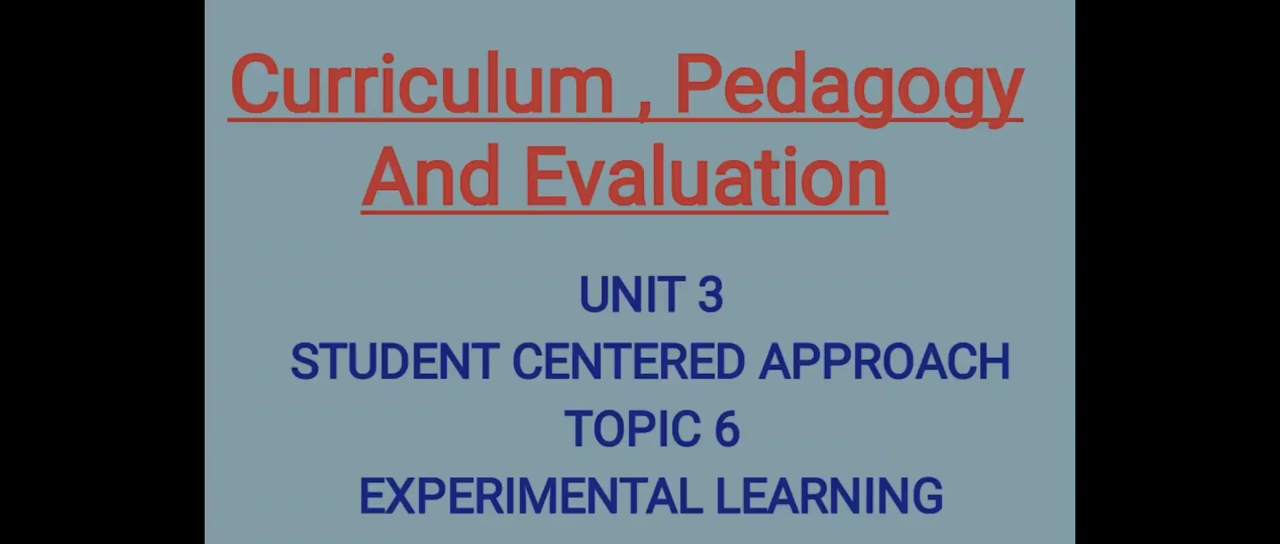 Curriculum , Pedagogy
And Evaluation
UNIT 3
STUDENT CENTERED APPROACH
TOPIC 6
EXPERIMENTAL LEARNING